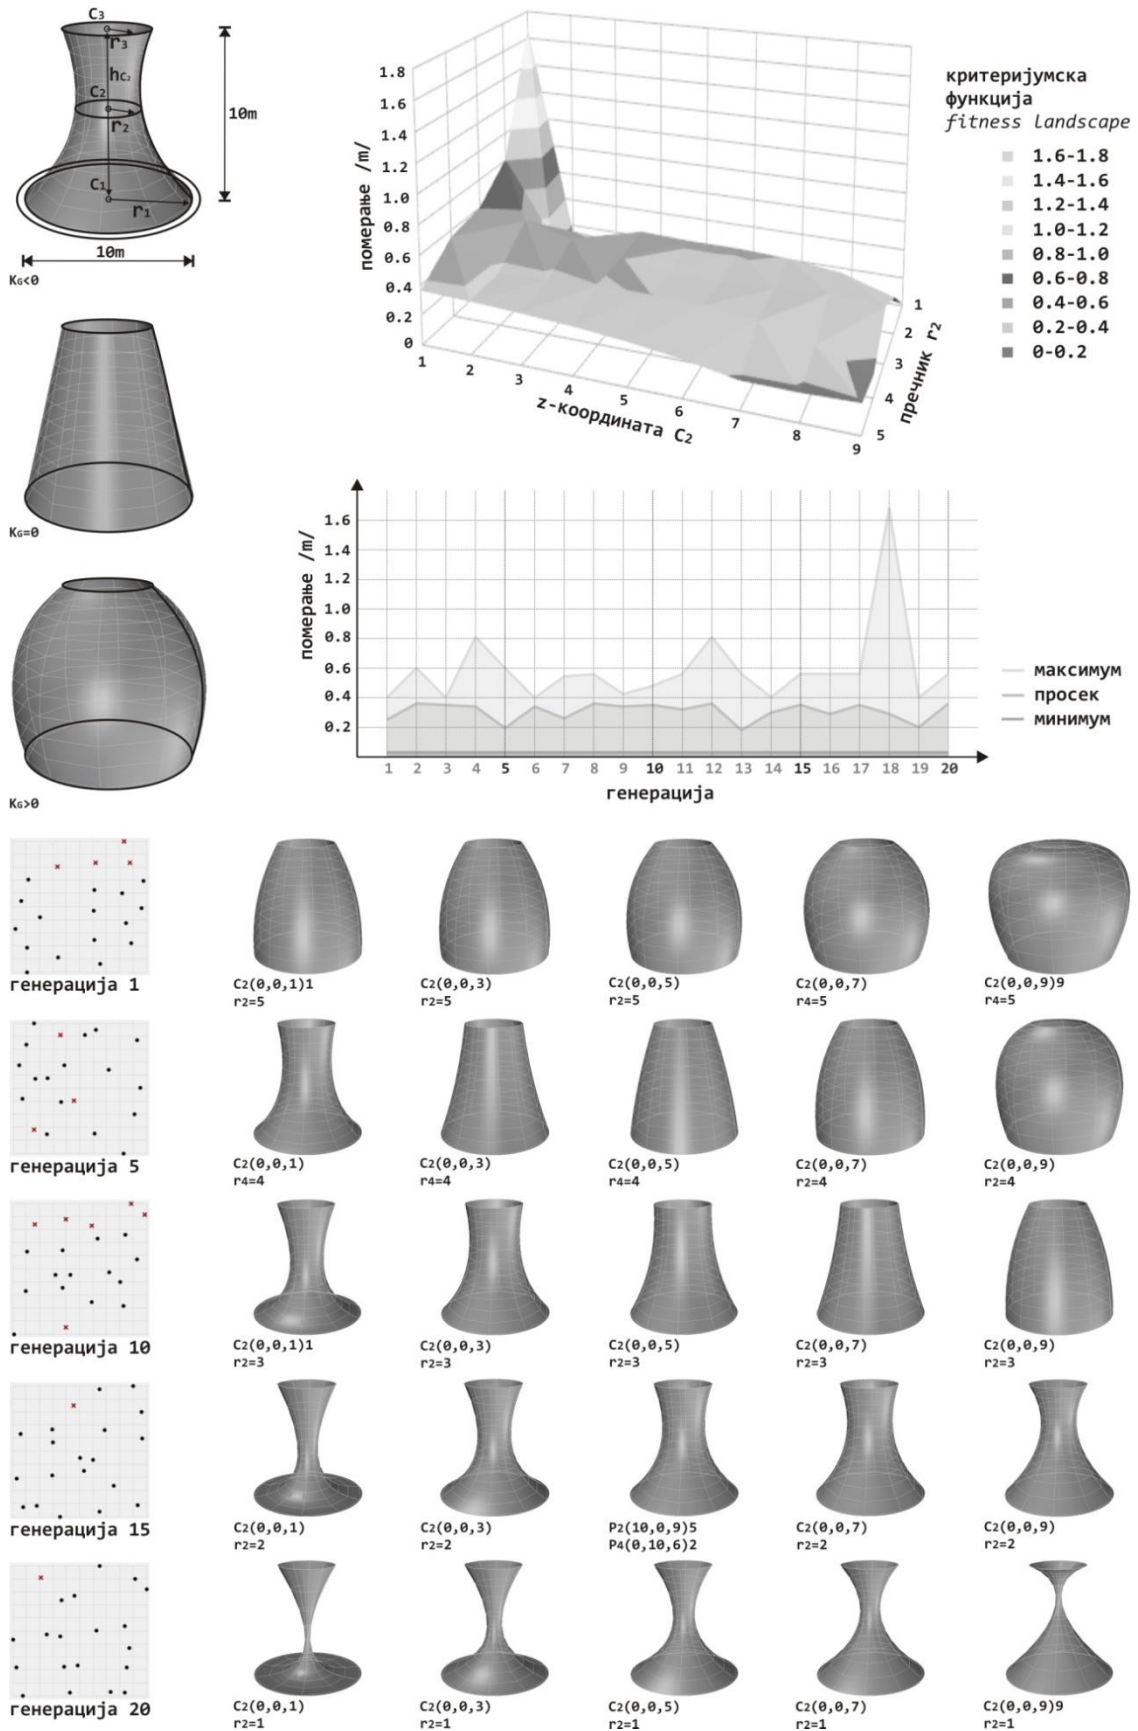 C3
r3
hC2
C2
r2
C1
r1
10m
10m
KG<0
KG=0
KG>0
1.8
1.6
1.4
1.2
1.0
0.8
0.6
0.4
0.2
0
померање /m/
1
2
3
4
5
6
7
8
9
z-координата C2
1
2
3
4
5
пречник r2
критеријумска
функција
fitness landscape
1.6-1.8
1.4-1.6
1.2-1.4
1.0-1.2
0.8-1.0
0.6-0.8
0.4-0.6
0.2-0.4
0-0.2
померање /m/
1.6
1.4
1.2
1.0
0.8
0.6
0.4
0.2
1 2 3 4 5 6 7 8 9 10 11 12 13 14 15 16 17 18 19 20
генерација
максимум
просек
минимум
генерација 1
C2(0,0,1)1
r2=5
C2(0,0,3)
r2=5
C2(0,0,5)
r2=5
C2(0,0,7)
r4=5
C2(0,0,9)9
r4=5
генерација 5
C2(0,0,1)
r4=4
C2(0,0,3)
r4=4
C2(0,0,5)
r4=4
C2(0,0,7)
r2=4
C2(0,0,9)
r2=4
генерација 10
C2(0,0,1)1
r2=3
C2(0,0,3)
r2=3
C2(0,0,5)
r2=3
C2(0,0,7)
r2=3
C2(0,0,9)
r2=3
генерација 15
C2(0,0,1)
r2=2
C2(0,0,3)
r2=2
P2(10,0,9)5
P4(0,10,6)2
C2(0,0,7)
r2=2
C2(0,0,9)
r2=2
генерација 20
C2(0,0,1)
r2=1
C2(0,0,3)
r2=1
C2(0,0,5)
r2=1
C2(0,0,7)
r2=1
C2(0,0,9)9
r2=1